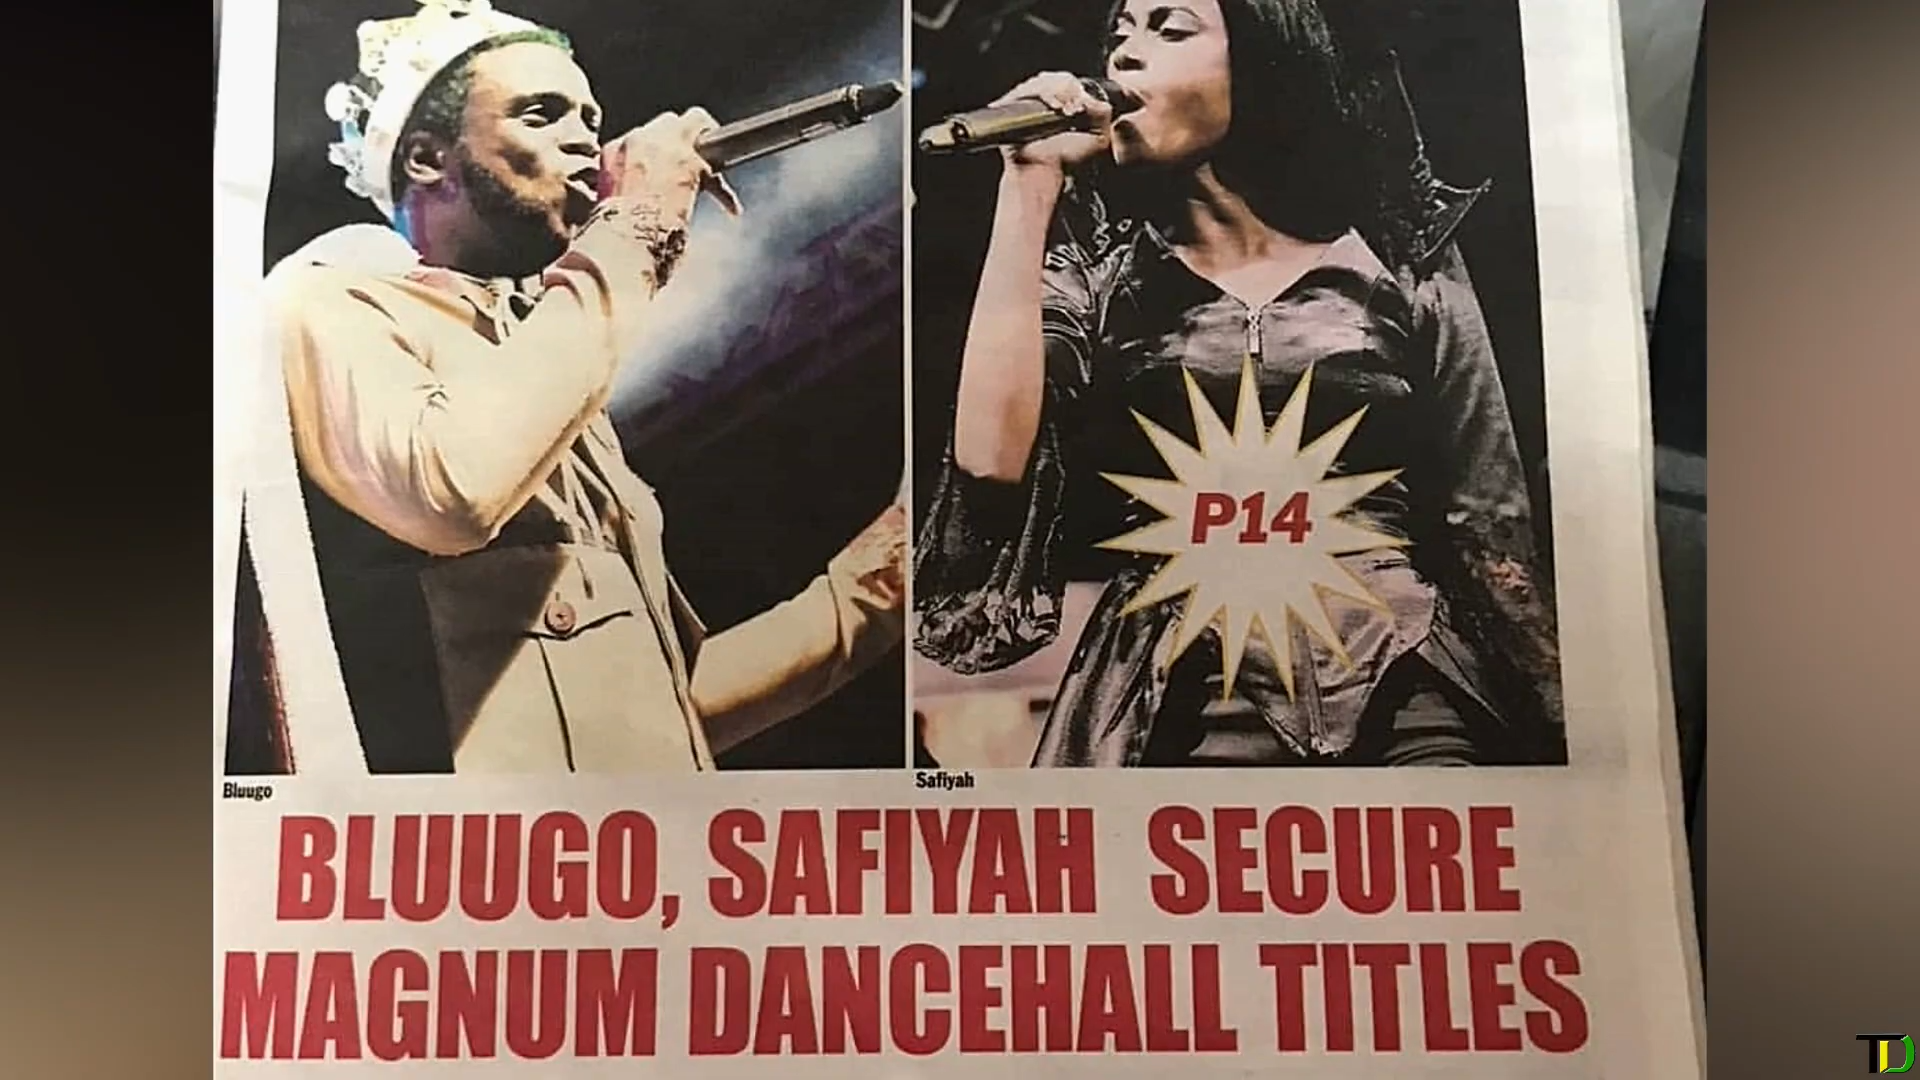 P14
Bluugo
Safiyah
BLUUGO, SAFIYAH SECURE
MAGNUM DANCEHALL TITLES
TD